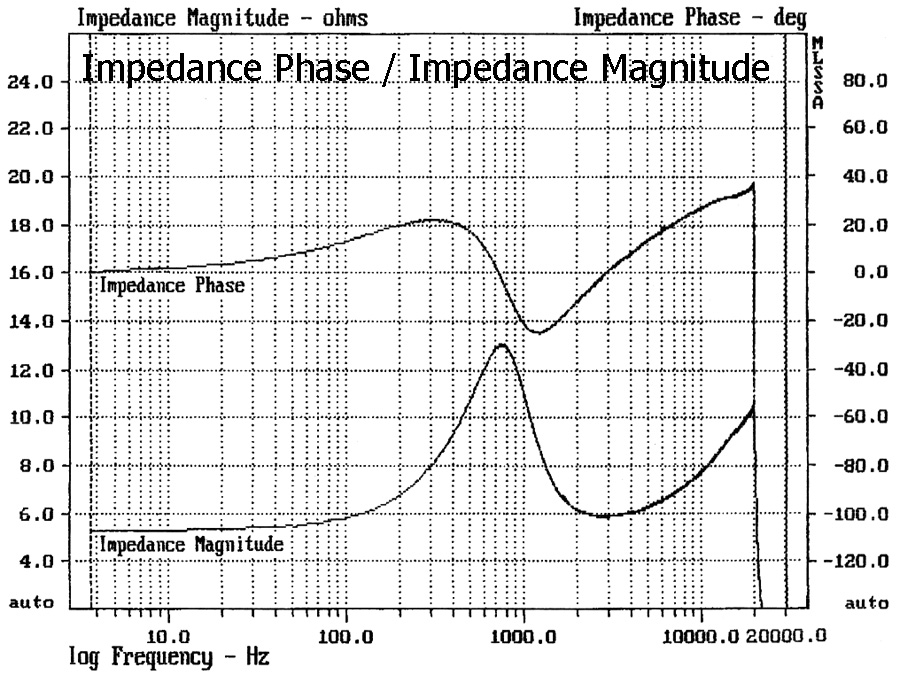 Impedance Magnitude - ohms
Impedance Phase - deg
Impedance Phase / Impedance Magnitude
MLSSA
24.0
22.0
20.0
18.0
16.0
14.0
12.0
10.0
8.0
6.0
4.0
auto
80.0
60.0
40.0
20.0
0.0
-20.0
-40.0
-60.0
-80.0
-100.0
-120.0
auto
Impedance Phase
Impedance Magnitude
10.0 100.0 1000.0 10000.0 20000.0
log Frequency - Hz